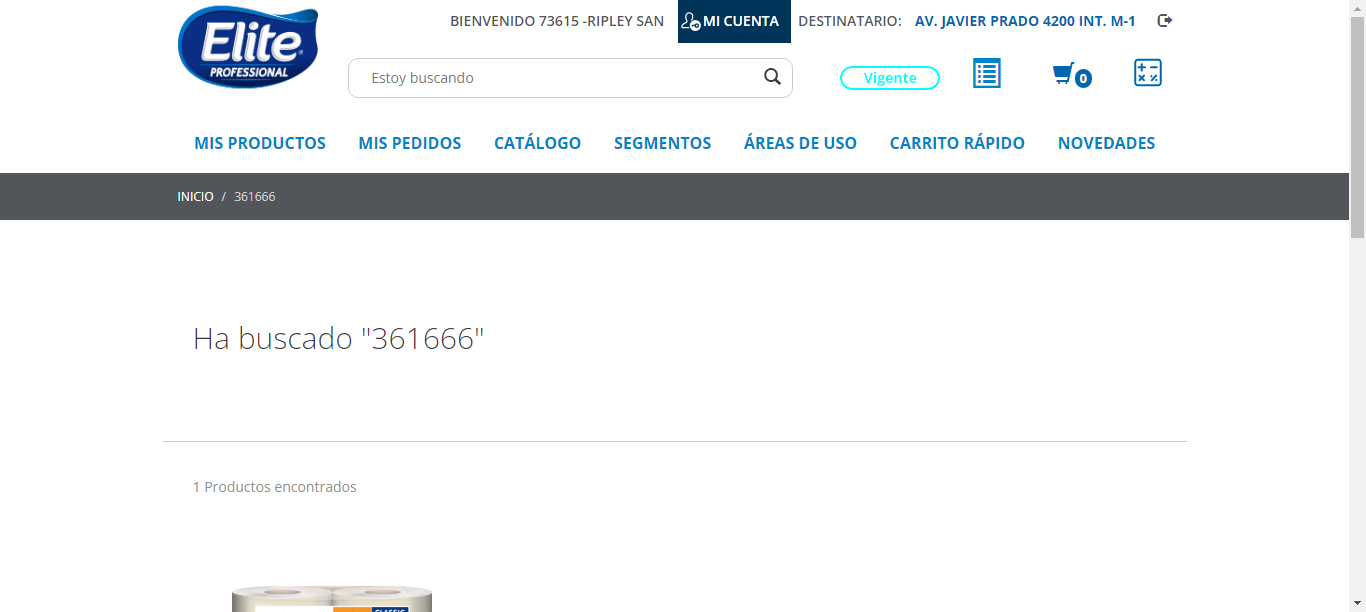 Elite
PROFESSIONAL
BIENVENIDO 73615 -RIPLEY SAN
MI CUENTA
DESTINATARIO: AV. JAVIER PRADO 4200 INT. M-1
Estoy buscando
Vigente
0
MIS PRODUCTOS MIS PEDIDOS CATÁLOGO SEGMENTOS ÁREAS DE USO CARRITO RÁPIDO NOVEDADES
INICIO / 361666
Ha buscado "361666"
1 Productos encontrados
CLASSIC